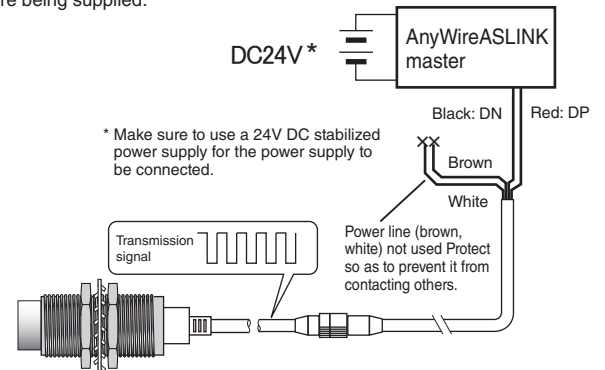 re being supplied.
DC24V *
AnyWireASLINK
master
Black: DN
Red: DP
* Make sure to use a 24V DC stabilized
power supply for the power supply to
be connected.
Brown
White
Transmission
signal
Power line (brown,
white) not used Protect
so as to prevent it from
contacting others.